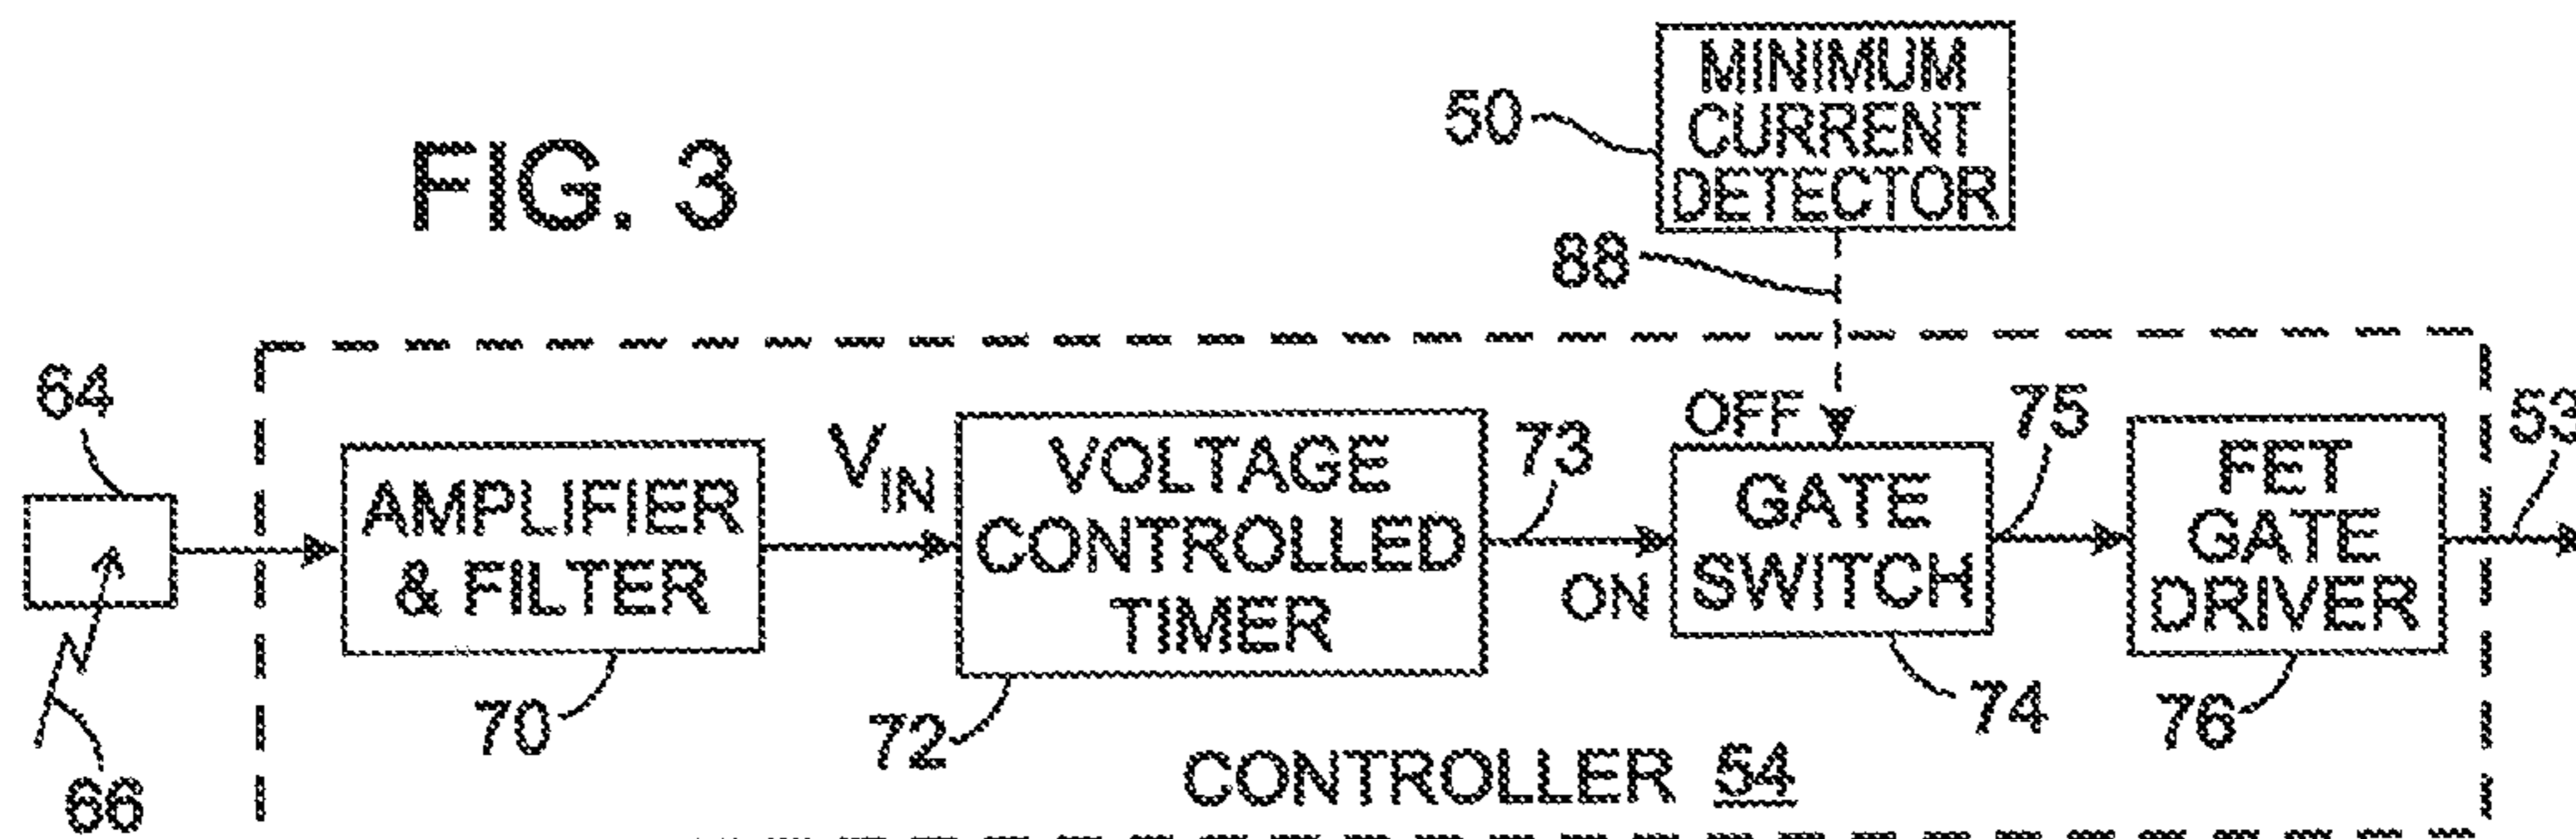 FIG. 3
MINIMUM
CURRENT
DETECTOR
50
88
64
66
AMPLIFIER
& FILTER
70
VIN
VOLTAGE
CONTROLLED
TIMER
72
73
OFF
ON
GATE
SWITCH
74
75
FET
GATE
DRIVER
76
53
CONTROLLER 54